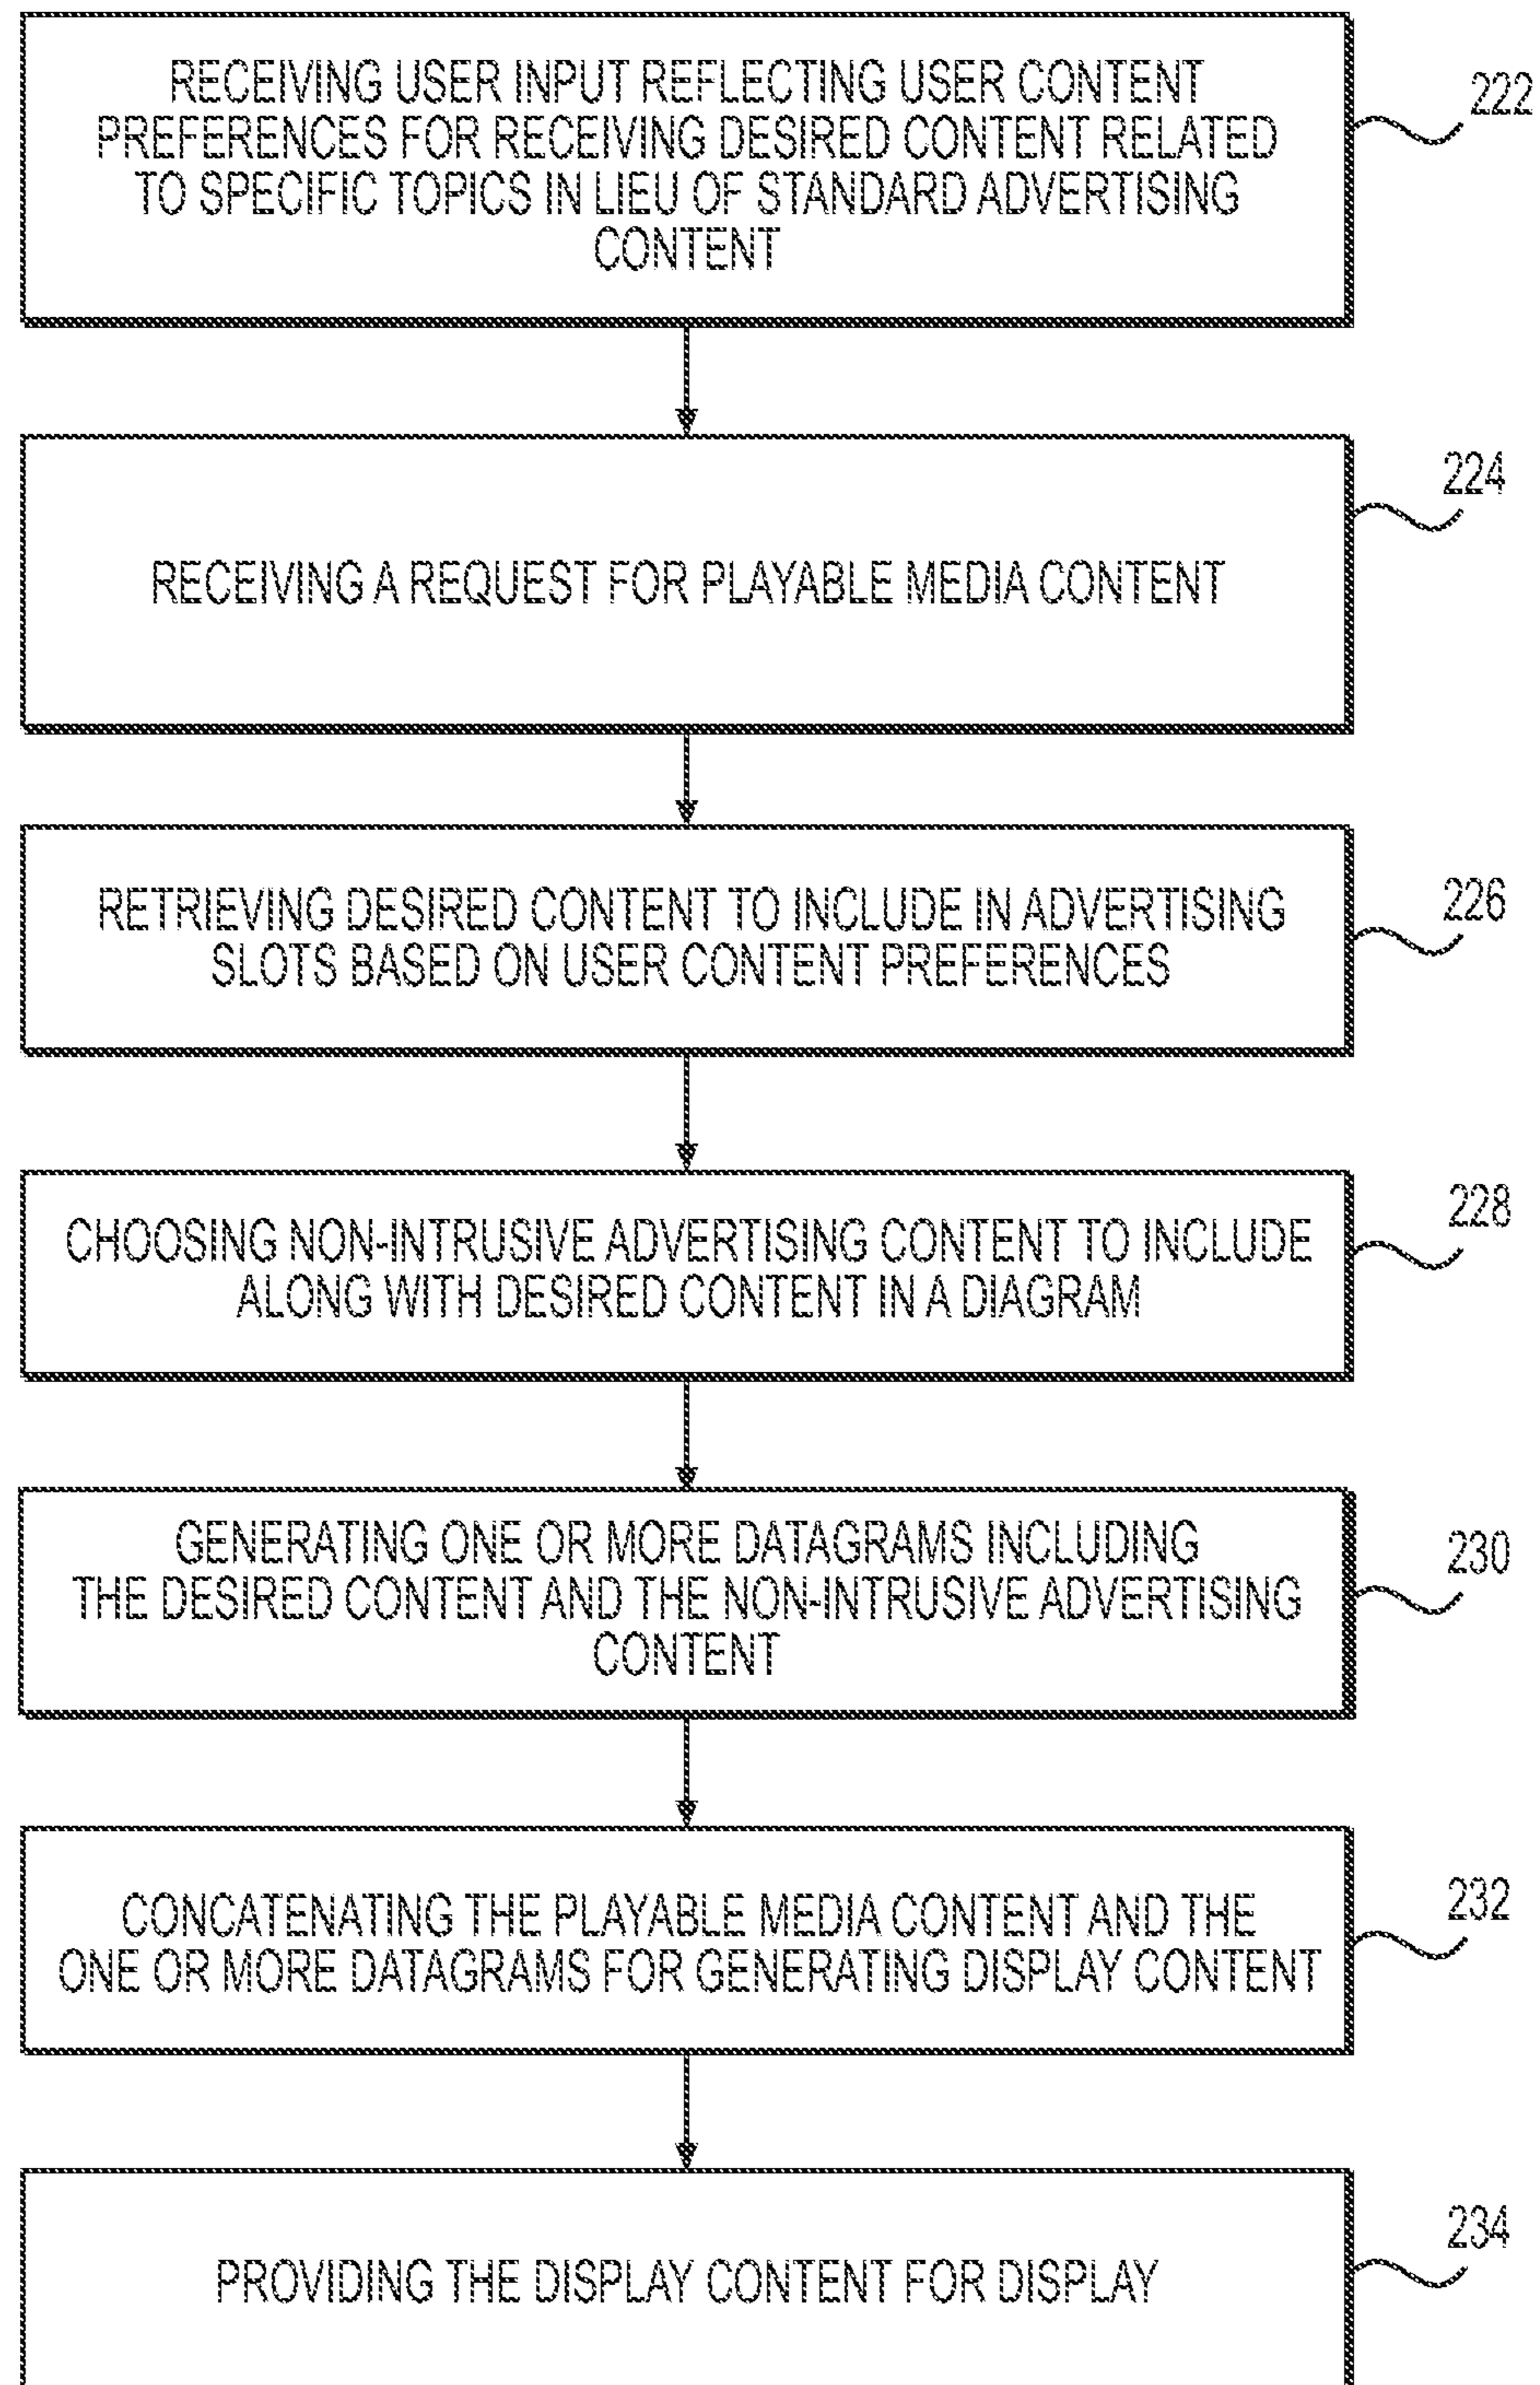 RECEIVING USER INPUT REFLECTING USER CONTENT
PREFERENCES FOR RECEIVING DESIRED CONTENT RELATED
TO SPECIFIC TOPICS IN LIEU OF STANDARD ADVERTISING
CONTENT
222
RECEIVING A REQUEST FOR PLAYABLE MEDIA CONTENT
224
RETRIEVING DESIRED CONTENT TO INCLUDE IN ADVERTISING
SLOTS BASED ON USER CONTENT PREFERENCES
226
CHOOSING NON-INTRUSIVE ADVERTISING CONTENT TO INCLUDE
ALONG WITH DESIRED CONTENT IN A DIAGRAM
228
GENERATING ONE OR MORE DATAGRAMS INCLUDING
THE DESIRED CONTENT AND THE NON-INTRUSIVE ADVERTISING
CONTENT
230
CONCATENATING THE PLAYABLE MEDIA CONTENT AND THE
ONE OR MORE DATAGRAMS FOR GENERATING DISPLAY CONTENT
232
PROVIDING THE DISPLAY CONTENT FOR DISPLAY
234